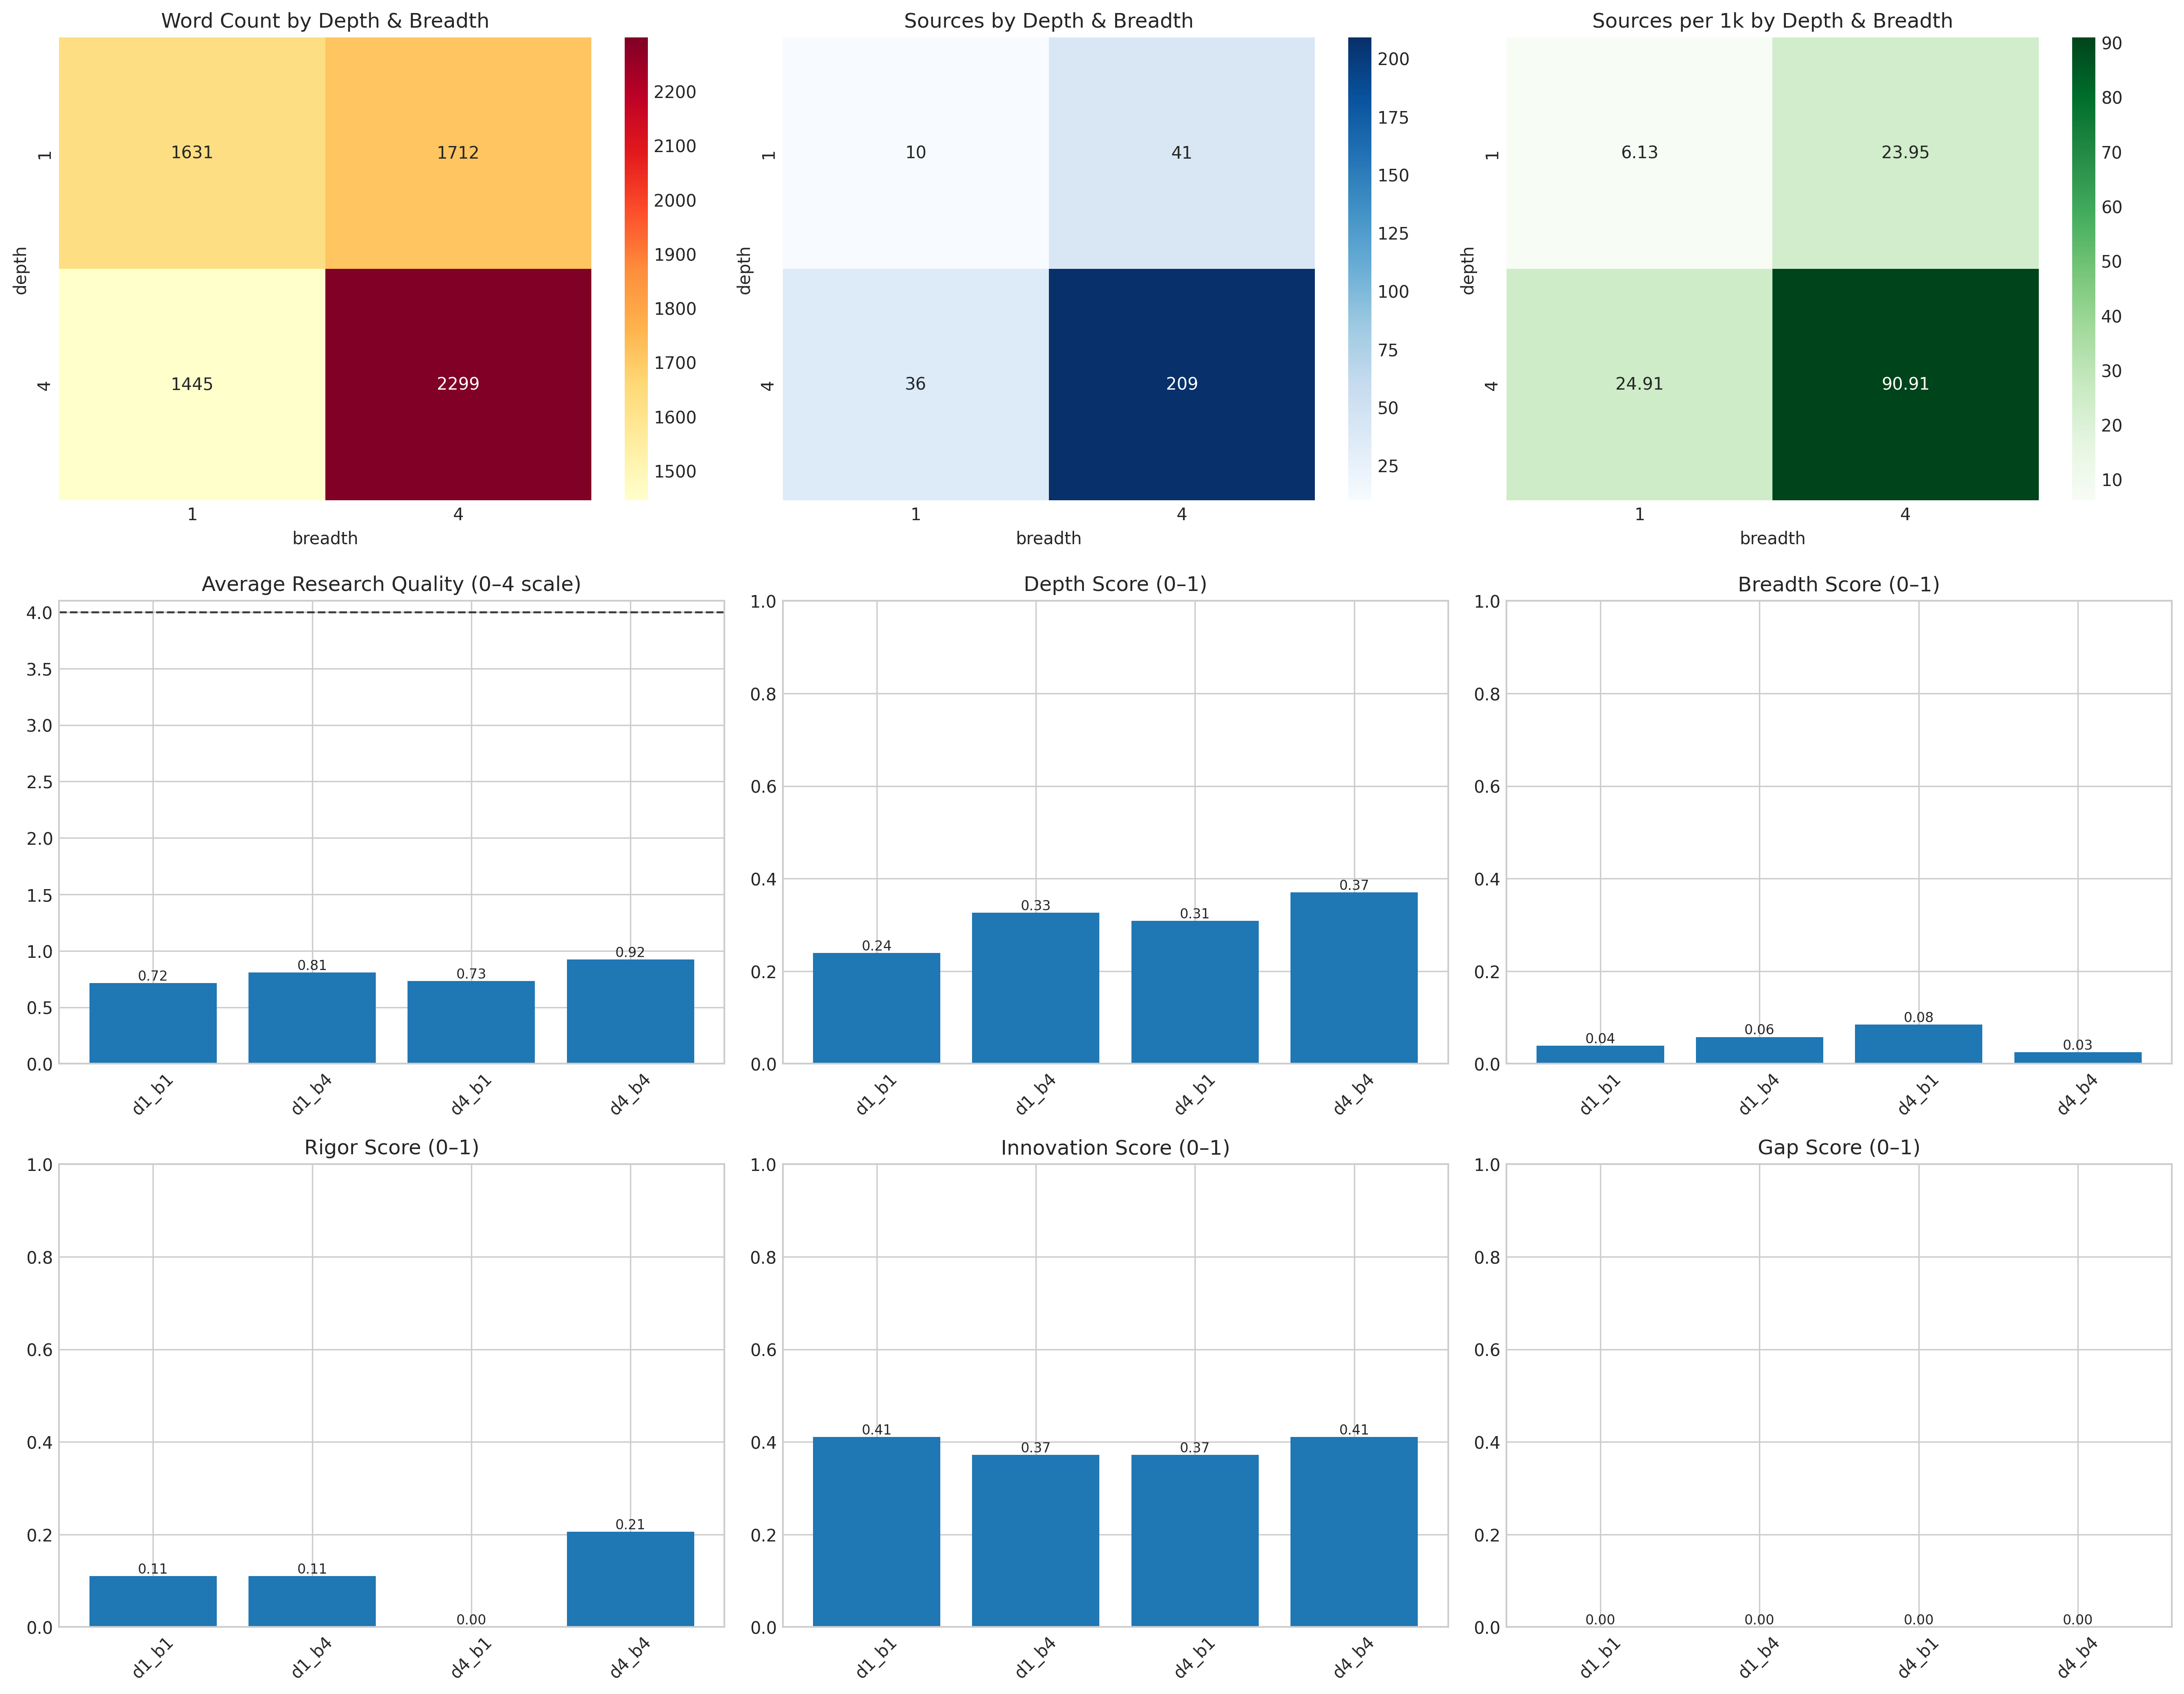 Word Count by Depth & Breadth
1631 1712
1445 2299
1
4
depth
1 4
breadth
2200
2100
2000
1900
1800
1700
1600
1500
Sources by Depth & Breadth
10 41
36 209
1
4
depth
1 4
breadth
200
175
150
125
100
75
50
25
Sources per 1k by Depth & Breadth
6.13 23.95
24.91 90.91
1
4
depth
1 4
breadth
90
80
70
60
50
40
30
20
10
Average Research Quality (0–4 scale)
4.0
3.5
3.0
2.5
2.0
1.5
1.0
0.5
0.0
0.72 0.81 0.73 0.92
d1_b1 d1_b4 d4_b1 d4_b4
Depth Score (0–1)
1.0
0.8
0.6
0.4
0.2
0.0
0.24 0.33 0.31 0.37
d1_b1 d1_b4 d4_b1 d4_b4
Breadth Score (0–1)
1.0
0.8
0.6
0.4
0.2
0.0
0.04 0.06 0.08 0.03
d1_b1 d1_b4 d4_b1 d4_b4
Rigor Score (0–1)
1.0
0.8
0.6
0.4
0.2
0.0
0.11 0.11 0.00 0.21
d1_b1 d1_b4 d4_b1 d4_b4
Innovation Score (0–1)
1.0
0.8
0.6
0.4
0.2
0.0
0.41 0.37 0.37 0.41
d1_b1 d1_b4 d4_b1 d4_b4
Gap Score (0–1)
1.0
0.8
0.6
0.4
0.2
0.0
0.00 0.00 0.00 0.00
d1_b1 d1_b4 d4_b1 d4_b4